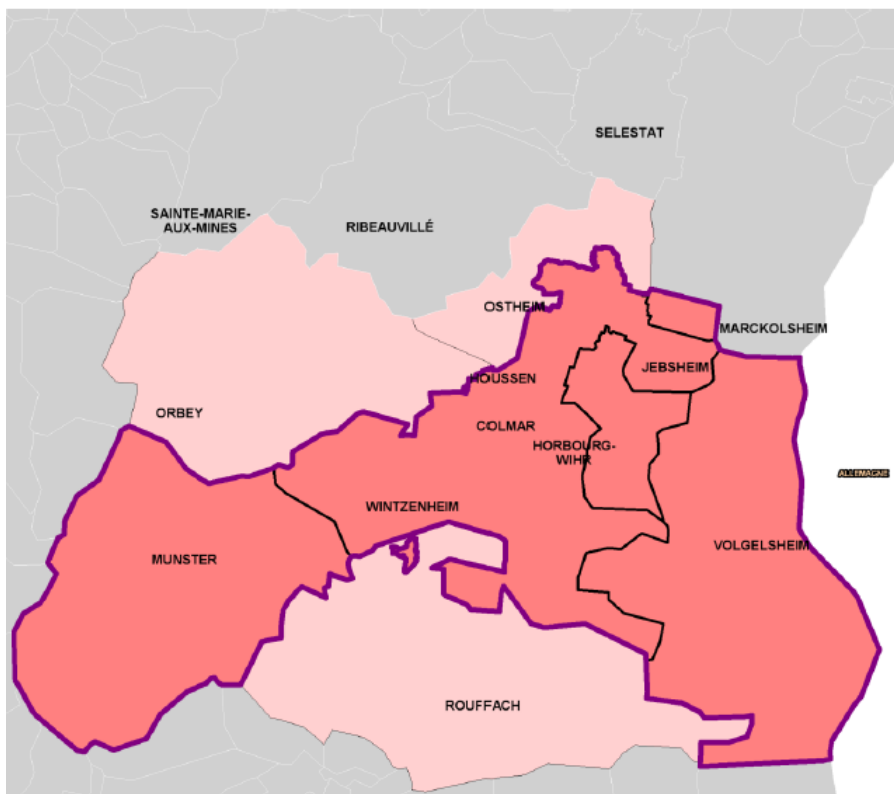 SELESTAT
SAINTE-MARIE-
AUX-MINES
RIBEAUVILLÉ
OSTHEIM
MARCKOLSHEIM
JEBSHEIM
HOUSSEN
ORBEY
COLMAR
HORBOURG-
WIHR
ALLEMAGNE
WINTZENHEIM
VOLGELSHEIM
MUNSTER
ROUFFACH